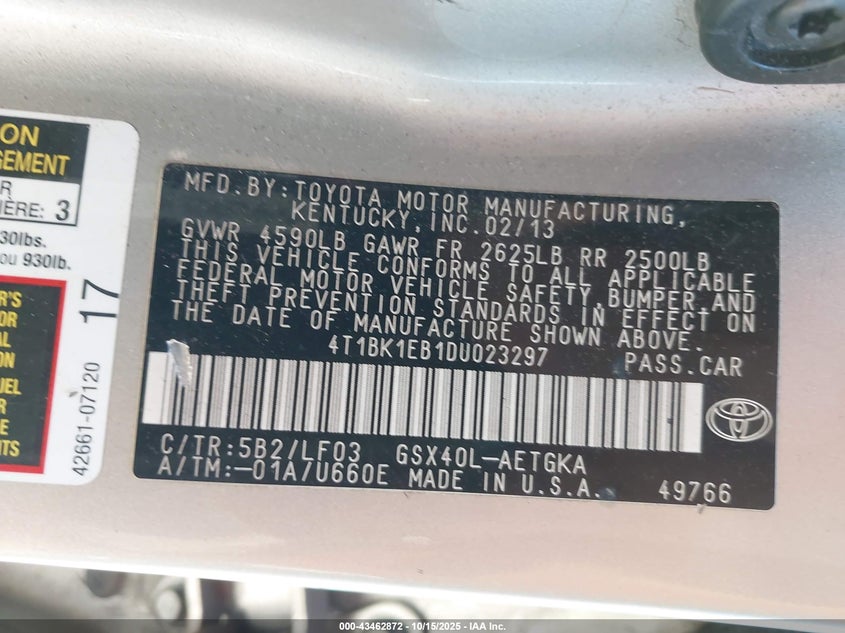 ON
GEMENT
R
IÈRE: 3
30lbs.
ou 930lb.
R'S
OR
AL
ON
UEL
R
E
NTS
17
42661-07120
MFD.BY:TOYOTA MOTOR MANUFACTURING,
KENTUCKY,INC.02/13
GVWR 4590LB GAWR FR 2625LB RR 2500LB
THIS VEHICLE CONFORMS TO ALL APPLICABLE
FEDERAL MOTOR VEHICLE SAFETY,BUMPER,AND
THEFT PREVENTION STANDARDS IN EFFECT ON
THE DATE OF MANUFACTURE SHOWN ABOVE.
4T1BK1EB1DU023297 PASS.CAR
C/TR:5B2/LF03 GSX40L-AETGKA
A/TM:-01A/U660E MADE IN U.S.A. 49766
000-43462872 | 10/15/2025 - IAA Inc.